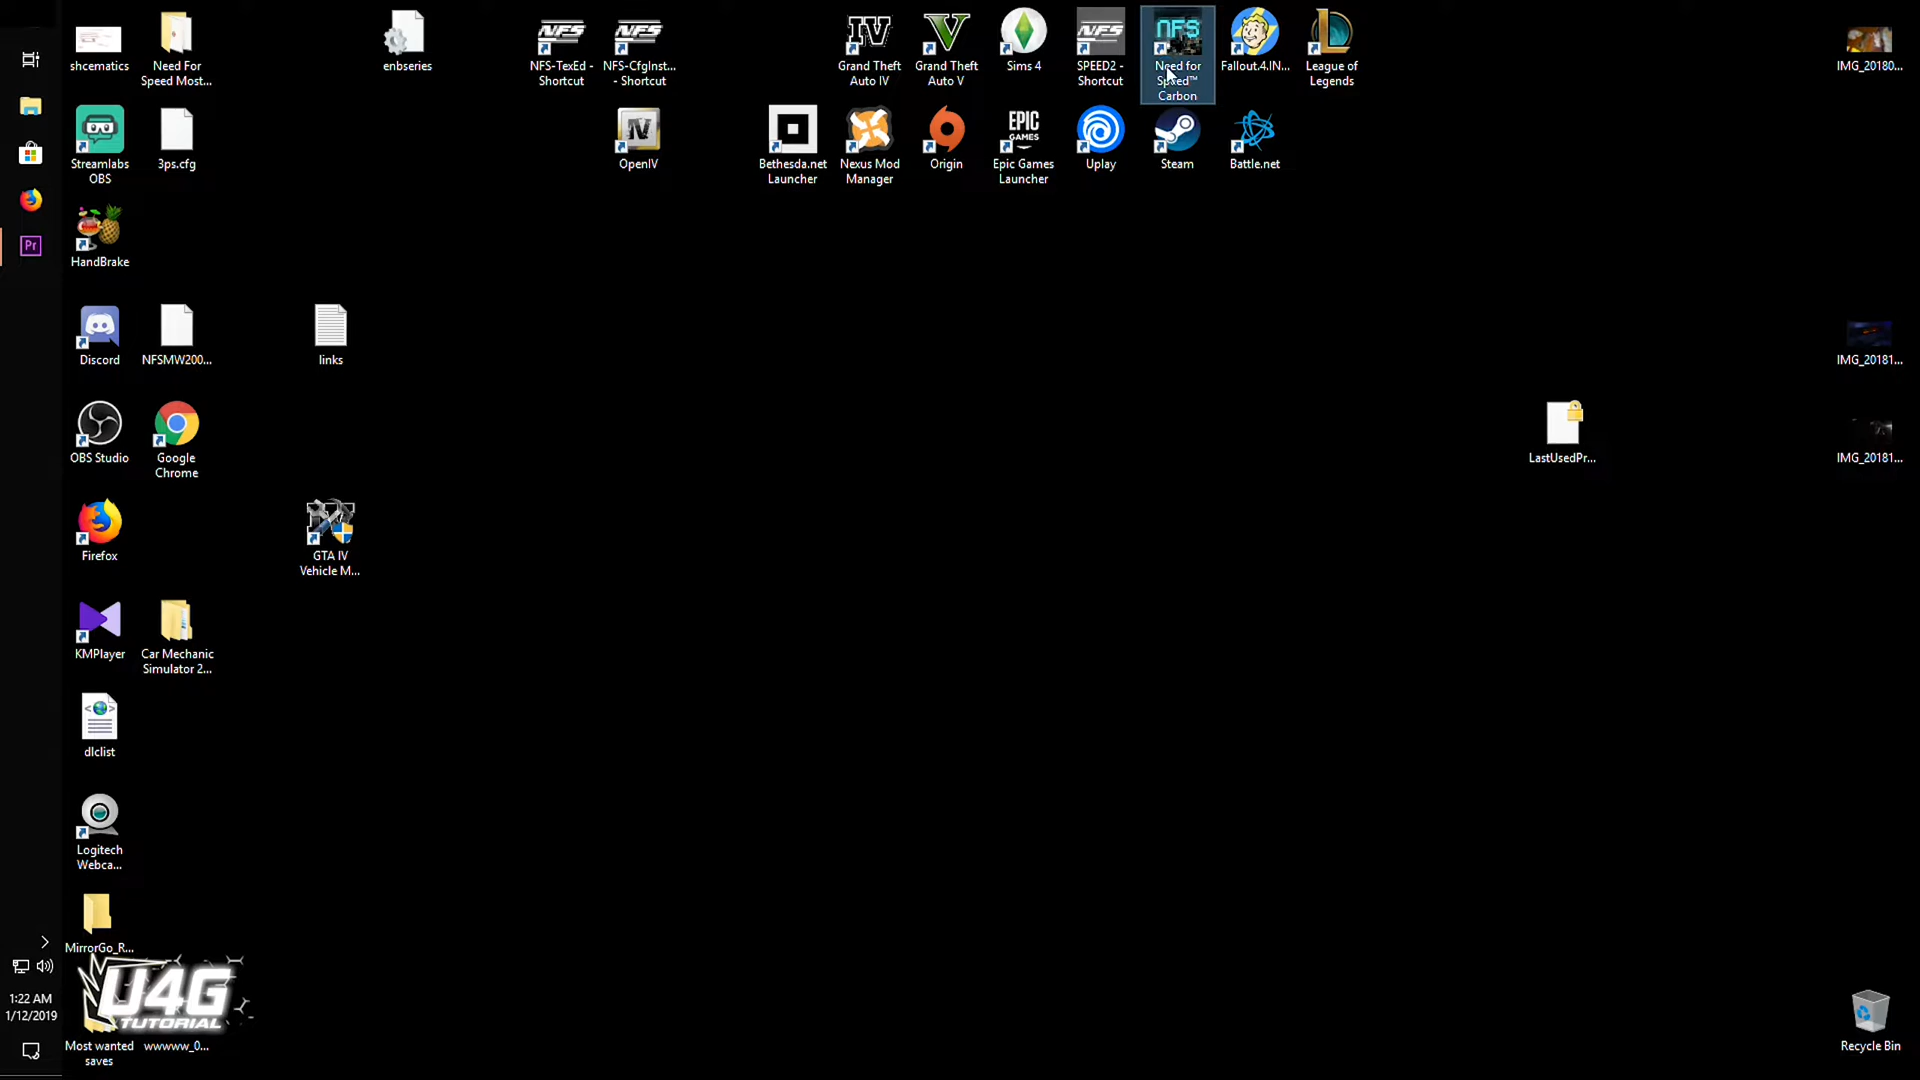 shcematics
Need For
Speed Most...
enbseries
NFS-TexEd -
Shortcut
NFS-CfgInst...
- Shortcut
Grand Theft
Auto IV
Grand Theft
Auto V
Sims 4
SPEED2 -
Shortcut
Need for
Speed™
Carbon
Fallout.4.IN...
League of
Legends
IMG_20180...
Streamlabs
OBS
3ps.cfg
OpenIV
Bethesda.net
Launcher
Nexus Mod
Manager
Origin
EPIC
GAMES
Epic Games
Launcher
Uplay
Steam
Battle.net
Pr
HandBrake
Discord
NFSMW200...
links
IMG_20181...
OBS Studio
Google
Chrome
LastUsedPr...
IMG_20181...
Firefox
GTA IV
Vehicle M...
KMPlayer
Car Mechanic
Simulator 2...
dlclist
Logitech
Webca...
MirrorGo_R...
U4G
TUTORIAL
1:22 AM
1/12/2019
Most wanted
saves
wwwww_0...
Recycle Bin